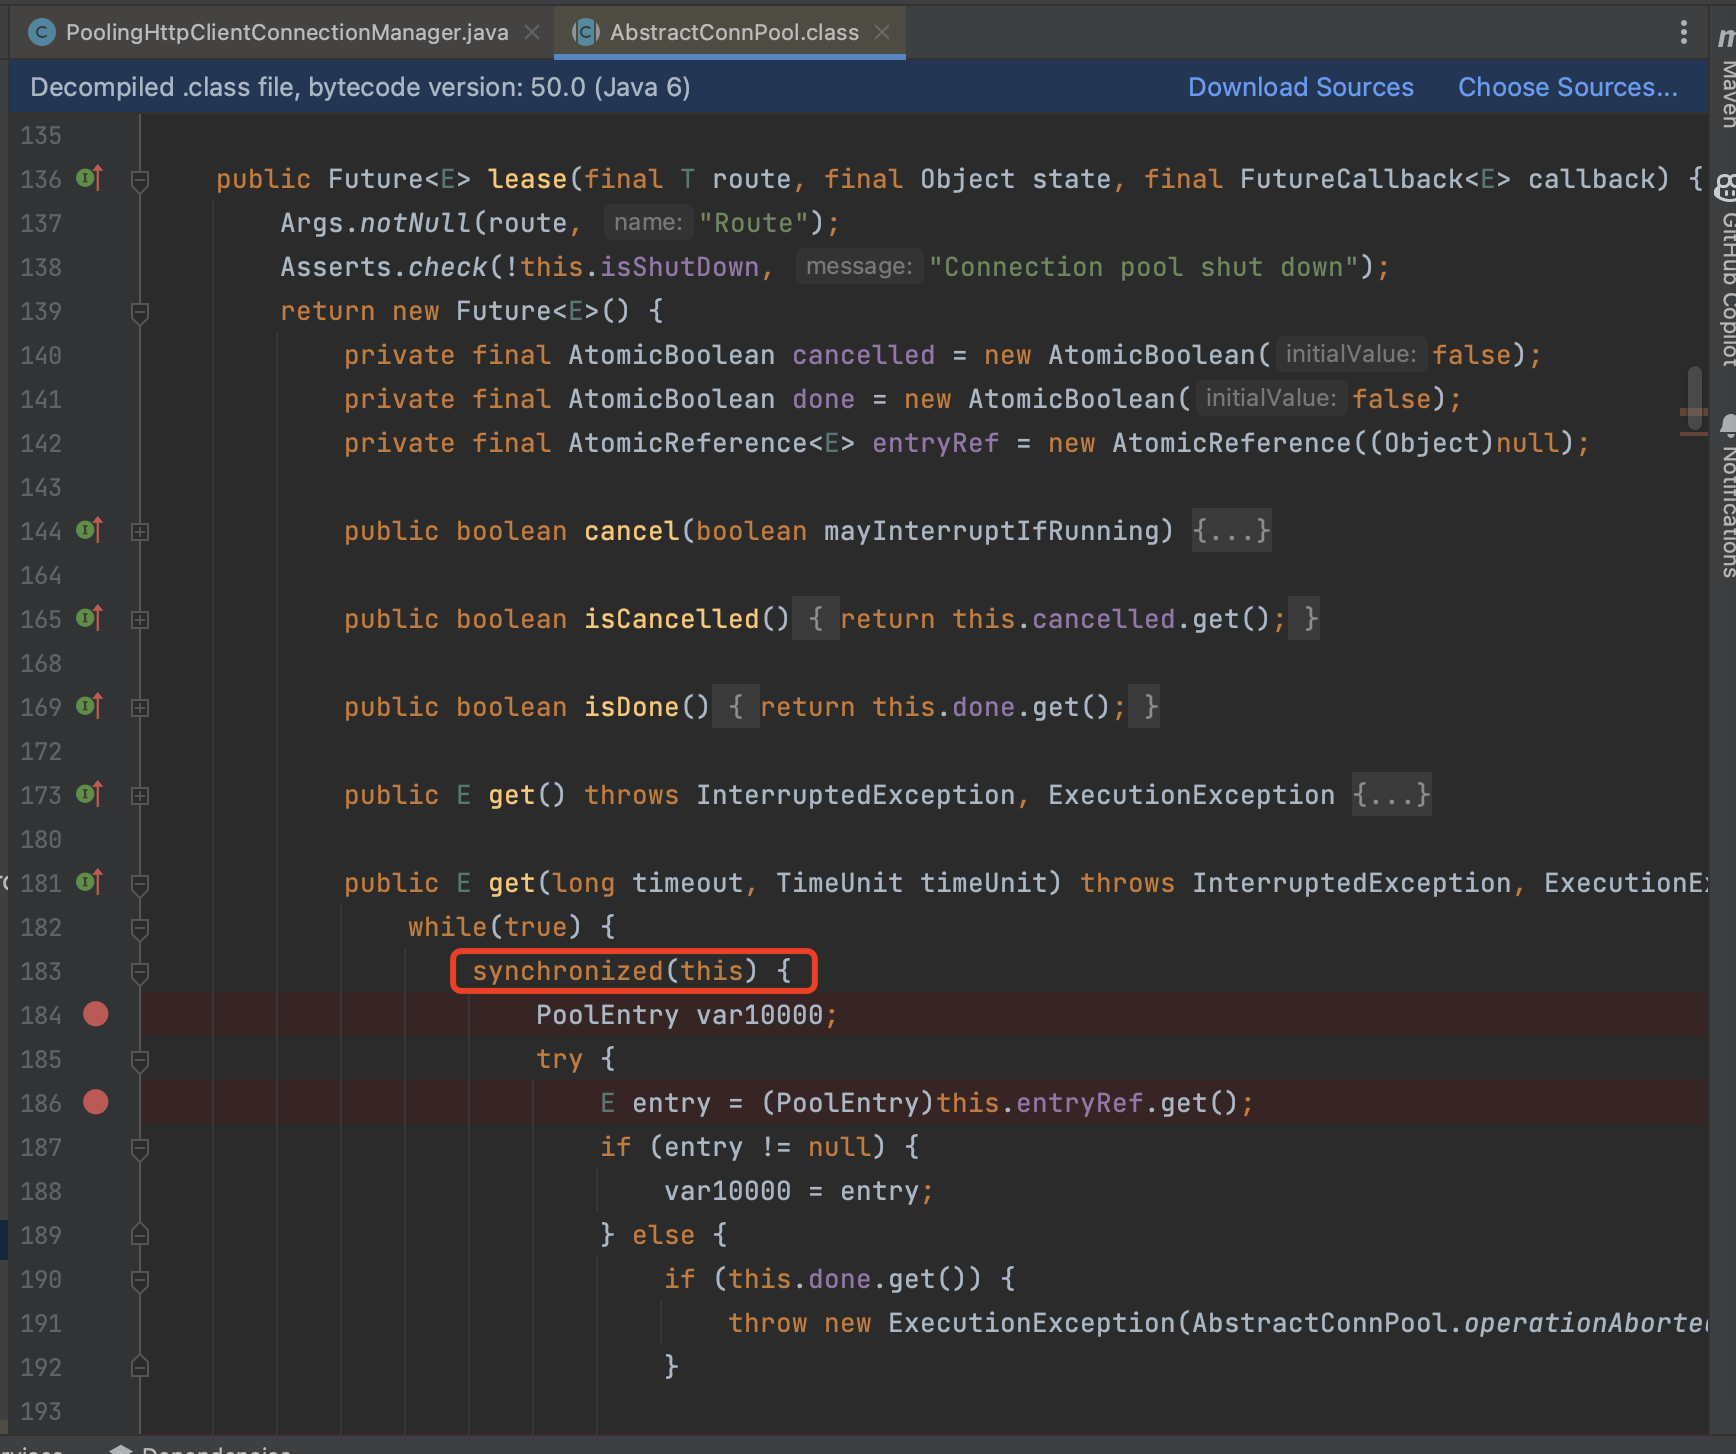 PoolingHttpClientConnectionManager.java
AbstractConnPool.class
Decompiled .class file, bytecode version: 50.0 (Java 6)
Download Sources
Choose Sources...
135
136 public Future<E> lease(final T route, final Object state, final FutureCallback<E> callback) {
137 Args.notNull(route, name: "Route");
138 Asserts.check(!this.isShutDown, message: "Connection pool shut down");
139 return new Future<E>() {
140 private final AtomicBoolean cancelled = new AtomicBoolean( initialValue: false);
141 private final AtomicBoolean done = new AtomicBoolean( initialValue: false);
142 private final AtomicReference<E> entryRef = new AtomicReference((Object)null);
143
144 public boolean cancel(boolean mayInterruptIfRunning) {...}
164
165 public boolean isCancelled() { return this.cancelled.get(); }
168
169 public boolean isDone() { return this.done.get(); }
172
173 public E get() throws InterruptedException, ExecutionException {...}
180
181 public E get(long timeout, TimeUnit timeUnit) throws InterruptedException, ExecutionEx
182 while(true) {
183 synchronized(this) {
184 PoolEntry var10000;
185 try {
186 E entry = (PoolEntry)this.entryRef.get();
187 if (entry != null) {
188 var10000 = entry;
189 } else {
190 if (this.done.get()) {
191 throw new ExecutionException(AbstractConnPool.operationAborted
192 }
193
Maven
GitHub Copilot
Notifications
Dependencies